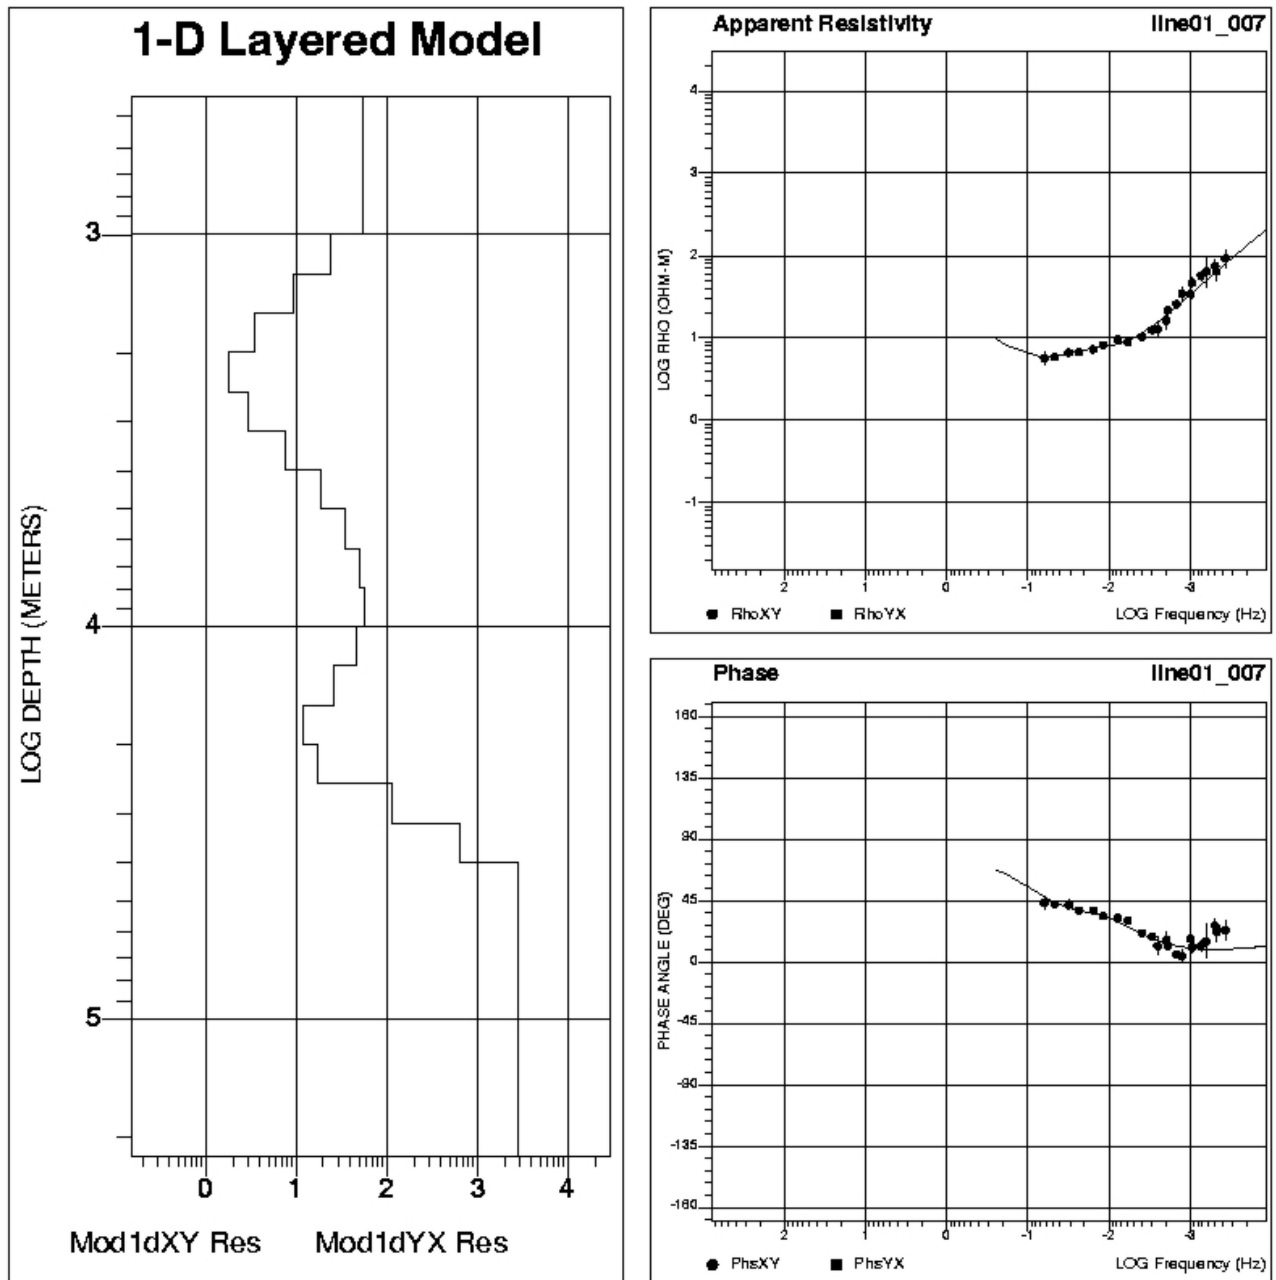 1-D Layered Model
LOG DEPTH (METERS)
3
4
5
0 1 2 3 4
Mod1dXY Res Mod1dYX Res
Apparent Resistivity line01_007
LOG RHO (OHM-M)
4
3
2
1
0
-1
2 1 0 -1 -2 -3
RhoXY RhoYX LOG Frequency (Hz)
Phase line01_007
PHASE ANGLE (DEG)
180
135
90
45
0
-45
-90
-135
-180
2 1 0 -1 -2 -3
PhsXY PhsYX LOG Frequency (Hz)